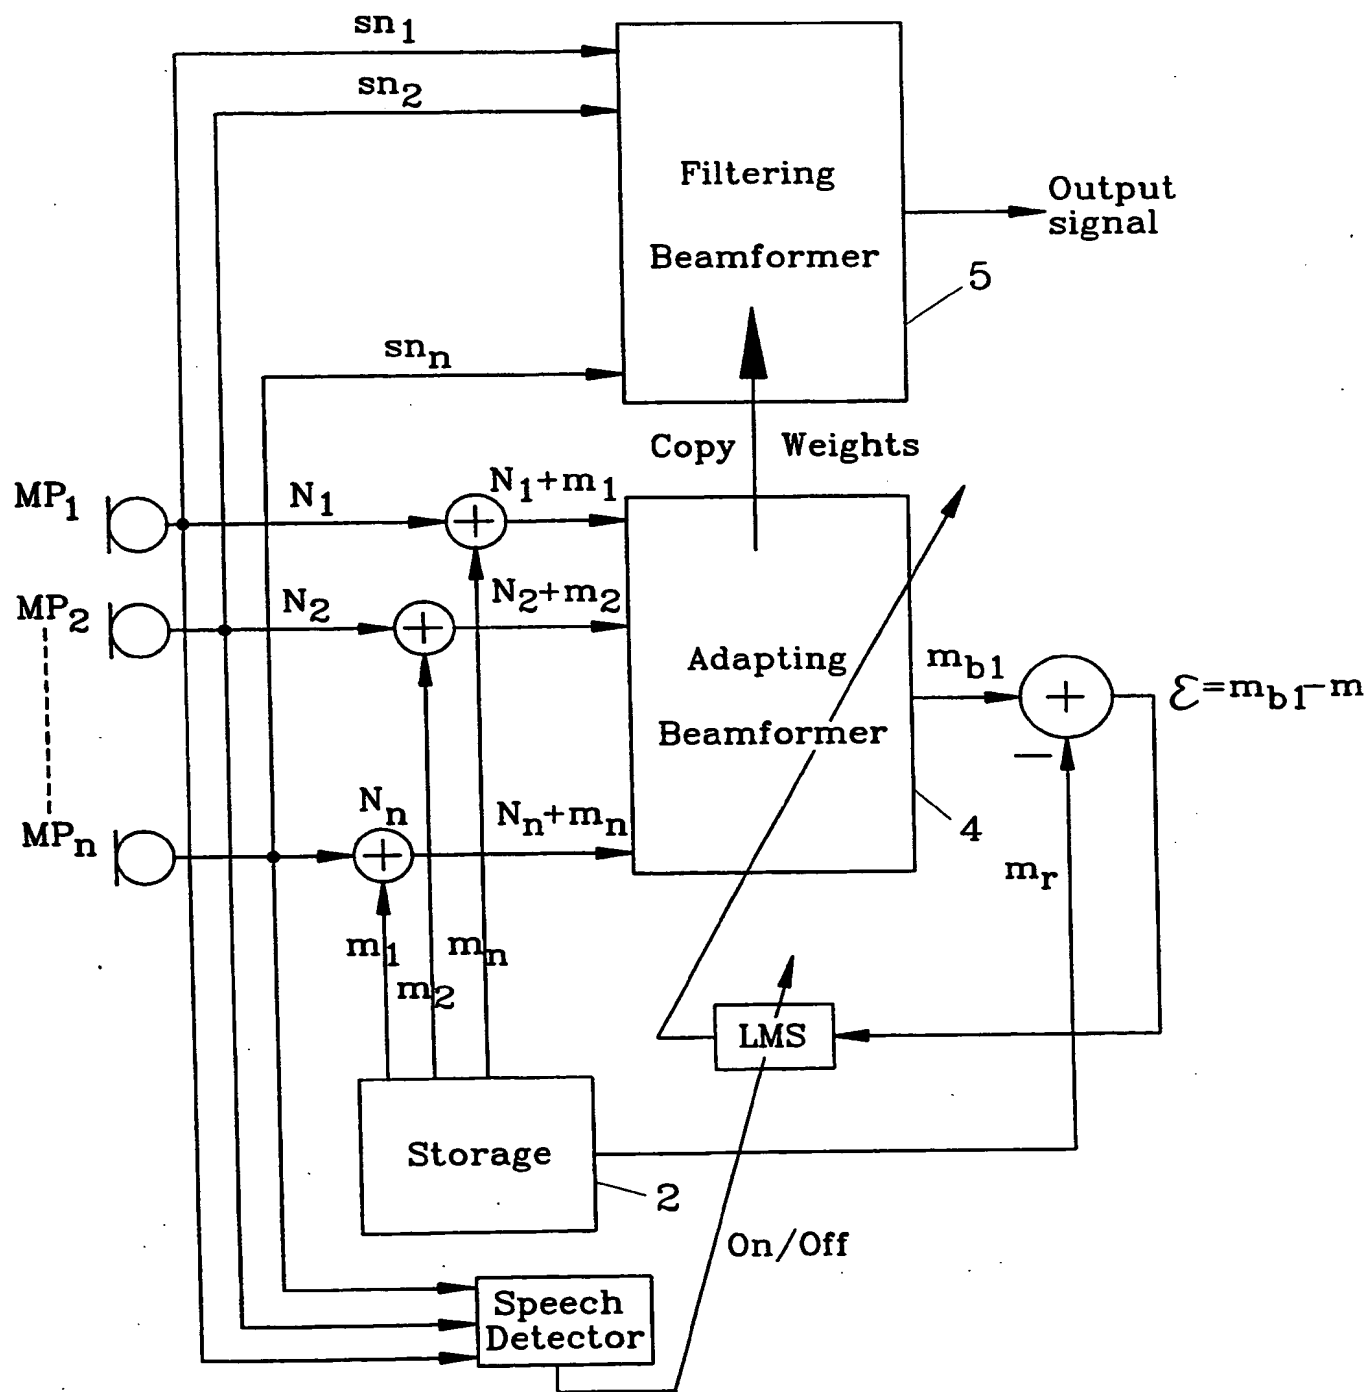 sn1
sn2
Filtering
Beamformer
Output
signal
5
snn
Copy Weights
MP1
N1
N1+m1
MP2
N2
N2+m2
Adapting
Beamformer
mb1
ε=mb1-m
MPn
Nn
Nn+mn
4
mr
m1
m2
mn
LMS
Storage
2
On/Off
Speech
Detector
+
+
+
+
−